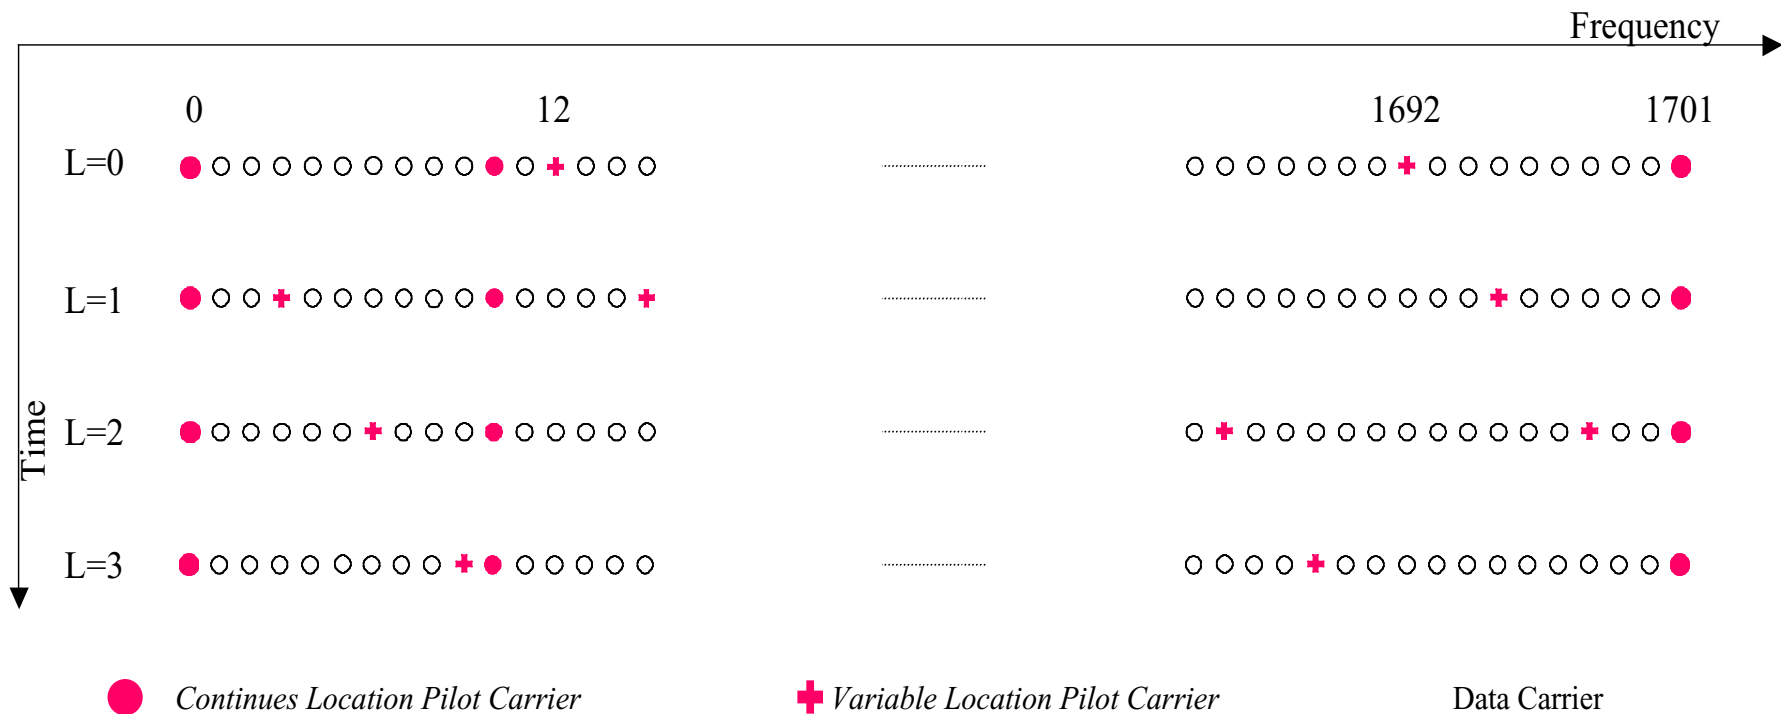 Frequency
0 12 1692 1701
L=0
L=1
L=2
L=3
Time
Continues Location Pilot Carrier Variable Location Pilot Carrier Data Carrier